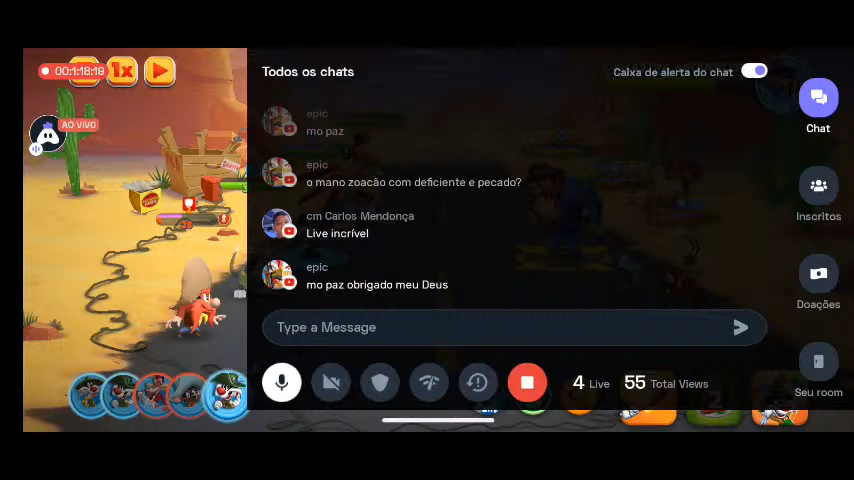 00:1:18:19
1x
AO VIVO
Todos os chats
Caixa de alerta do chat
epic
mo paz
epic
o mano zoacão com deficiente e pecado?
cm Carlos Mendonça
Live incrível
epic
mo paz obrigado meu Deus
Type a Message
4 Live
55 Total Views
Chat
Inscritos
Doações
Seu room